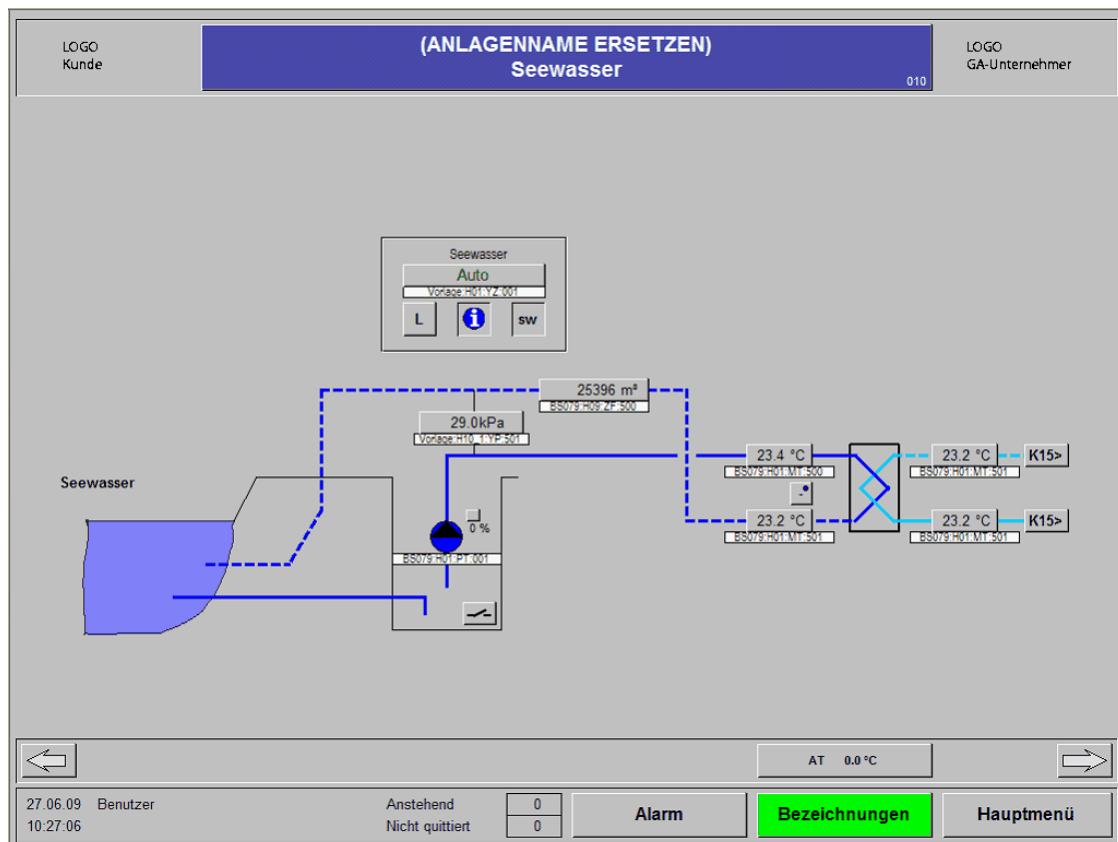 LOGO
Kunde
(ANLAGENNAME ERSETZEN)
Seewasser
010
LOGO
GA-Unternehmer
Seewasser
Auto
Vorlage:H01:YZ:001
L
i
sw
25396 m³
BS079:H09:ZF:500
29.0kPa
Vorlage:H10_1:YP:501
23.4 °C
BS079:H01:MT:500
23.2 °C
BS079:H01:MT:501
K15>
Seewasser
-°
0 %
BS079:H01:PT:001
23.2 °C
BS079:H01:MT:501
23.2 °C
BS079:H01:MT:501
K15>
AT 0.0 °C
27.06.09 Benutzer
10:27:06
Anstehend 0
Nicht quittiert 0
Alarm
Bezeichnungen
Hauptmenü